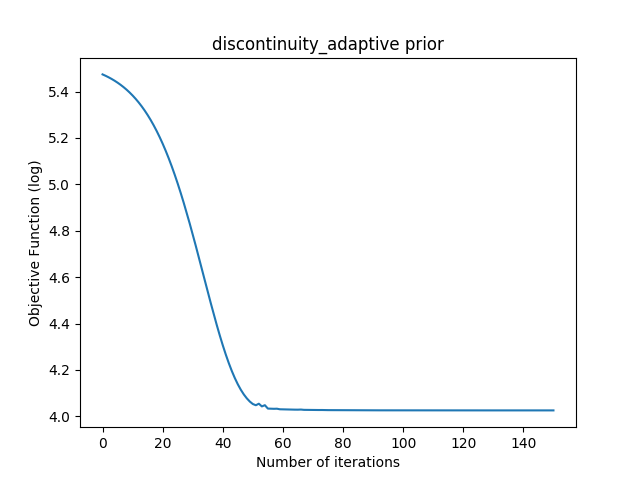 discontinuity_adaptive prior
Objective Function (log)
5.4
5.2
5.0
4.8
4.6
4.4
4.2
4.0
0 20 40 60 80 100 120 140
Number of iterations